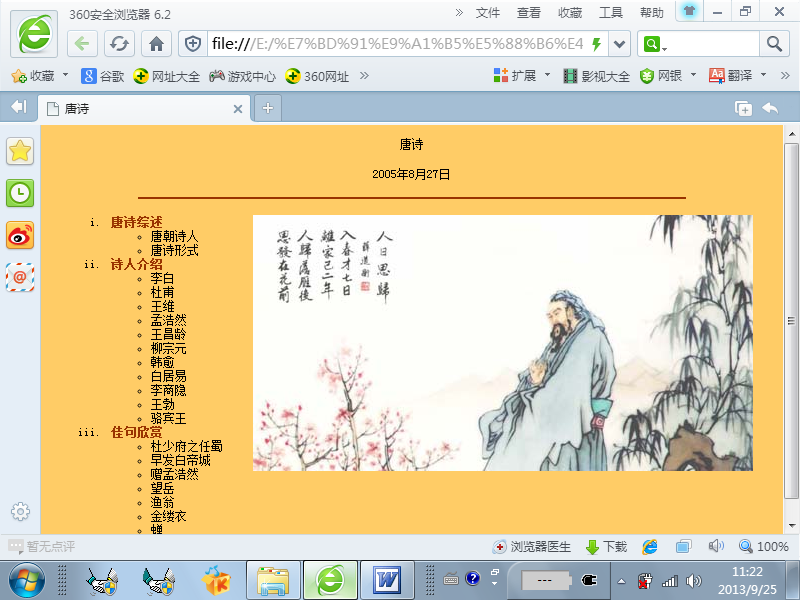 360安全浏览器 6.2
文件 查看 收藏 工具 帮助
file:///E:/%E7%BD%91%E9%A1%B5%E5%88%B6%E4
收藏 谷歌 网址大全 游戏中心 360网址 扩展 影视大全 网银 翻译
唐诗
唐诗
2005年8月27日
i. 唐诗综述
唐朝诗人
唐诗形式
ii. 诗人介绍
李白
杜甫
王维
孟浩然
王昌龄
柳宗元
韩愈
白居易
李商隐
王勃
骆宾王
iii. 佳句欣赏
杜少府之任蜀
早发白帝城
赠孟浩然
望岳
渔翁
金缕衣
蝉
人日思歸
薛道衡
入春才七日
離家已二年
人歸落雁後
思發在花前
暂无点评 浏览器医生 下载 100%
11:22
2013/9/25